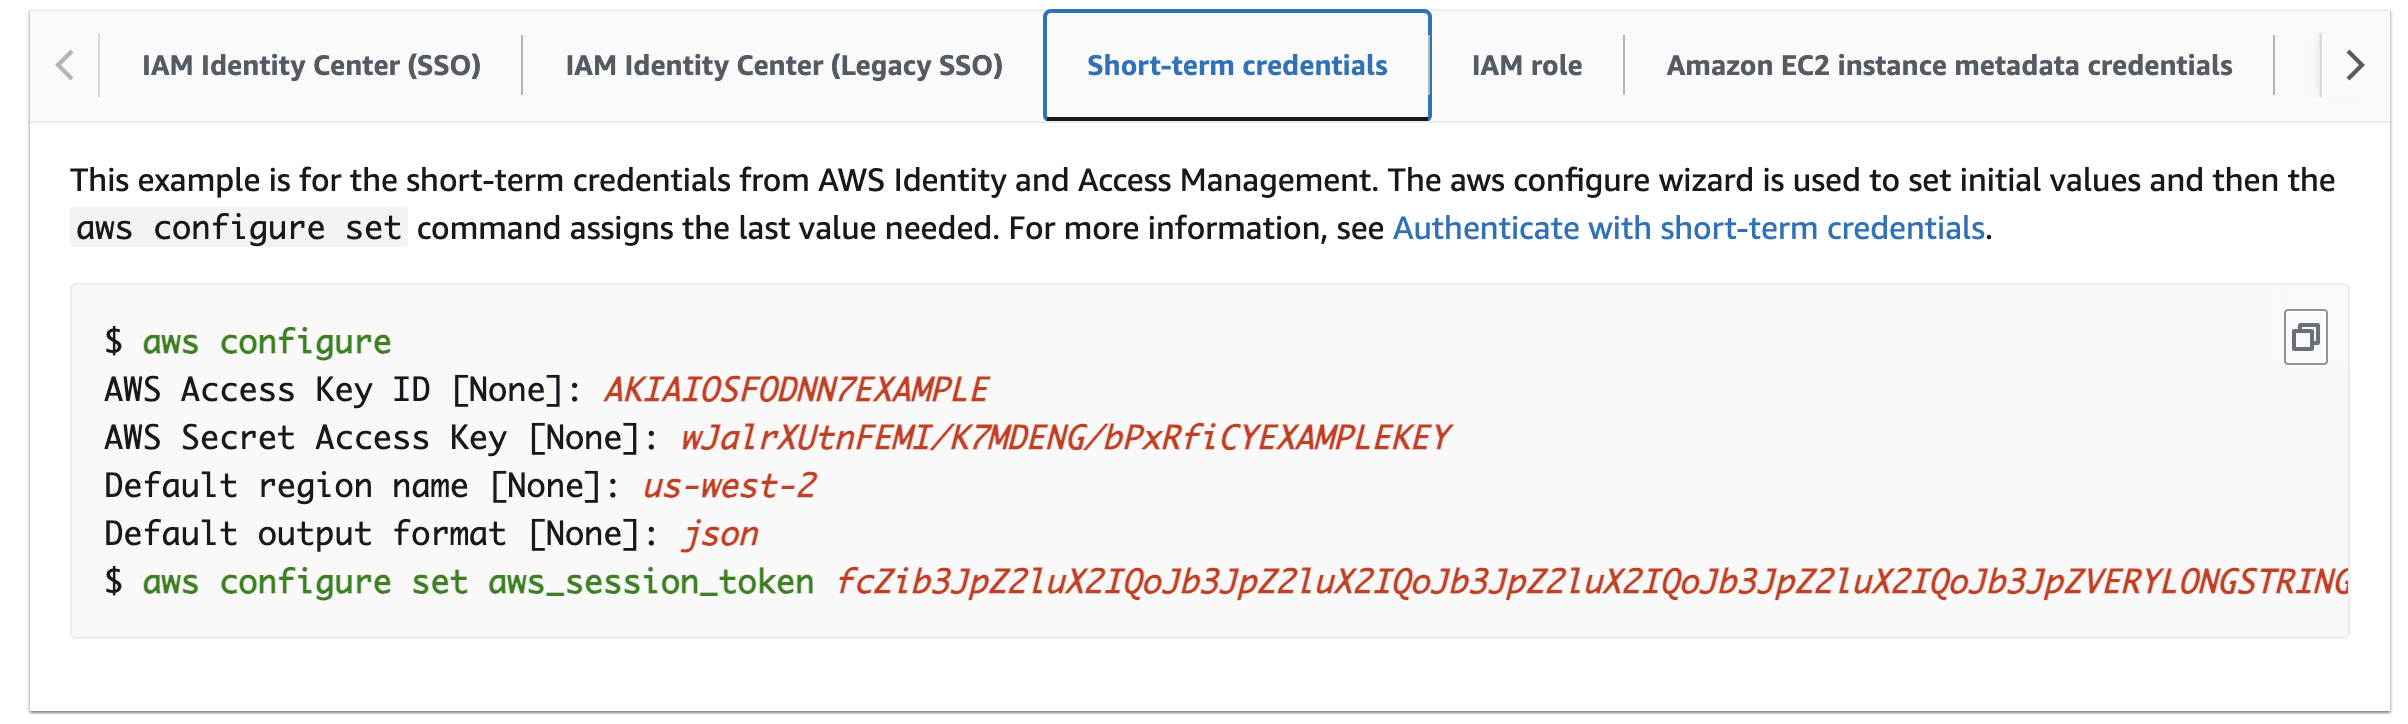 IAM Identity Center (SSO)
IAM Identity Center (Legacy SSO)
Short-term credentials
IAM role
Amazon EC2 instance metadata credentials
This example is for the short-term credentials from AWS Identity and Access Management. The aws configure wizard is used to set initial values and then the
aws configure set command assigns the last value needed. For more information, see Authenticate with short-term credentials.
$ aws configure
AWS Access Key ID [None]: AKIAIOSFODNN7EXAMPLE
AWS Secret Access Key [None]: wJalrXUtnFEMI/K7MDENG/bPxRfiCYEXAMPLEKEY
Default region name [None]: us-west-2
Default output format [None]: json
$ aws configure set aws_session_token fcZib3JpZ2luX2IQoJb3JpZ2luX2IQoJb3JpZ2luX2IQoJb3JpZ2luX2IQoJb3JpZVERYLONGSTRING